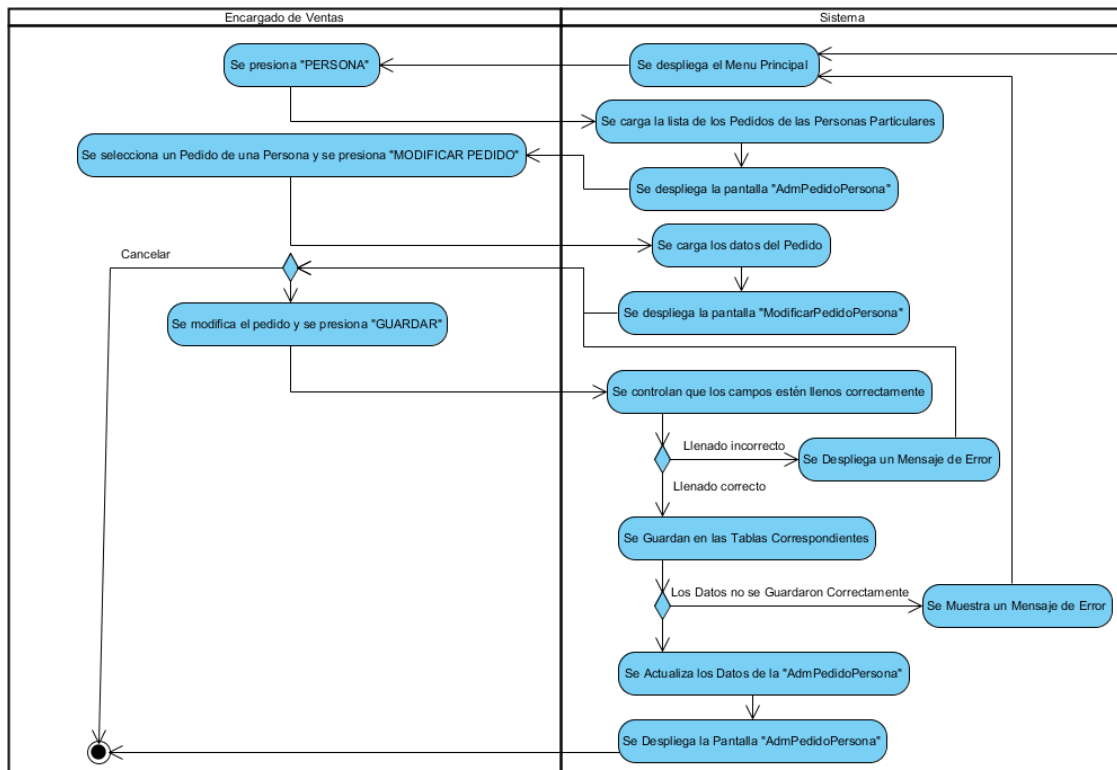 Encargado de Ventas
Sistema
Se presiona "PERSONA"
Se despliega el Menu Principal
Se carga la lista de los Pedidos de las Personas Particulares
Se selecciona un Pedido de una Persona y se presiona "MODIFICAR PEDIDO"
Se despliega la pantalla "AdmPedidoPersona"
Se carga los datos del Pedido
Cancelar
Se despliega la pantalla "ModificarPedidoPersona"
Se modifica el pedido y se presiona "GUARDAR"
Se controlan que los campos estén llenos correctamente
Llenado incorrecto
Se Despliega un Mensaje de Error
Llenado correcto
Se Guardan en las Tablas Correspondientes
Los Datos no se Guardaron Correctamente
Se Muestra un Mensaje de Error
Se Actualiza los Datos de la "AdmPedidoPersona"
Se Despliega la Pantalla "AdmPedidoPersona"